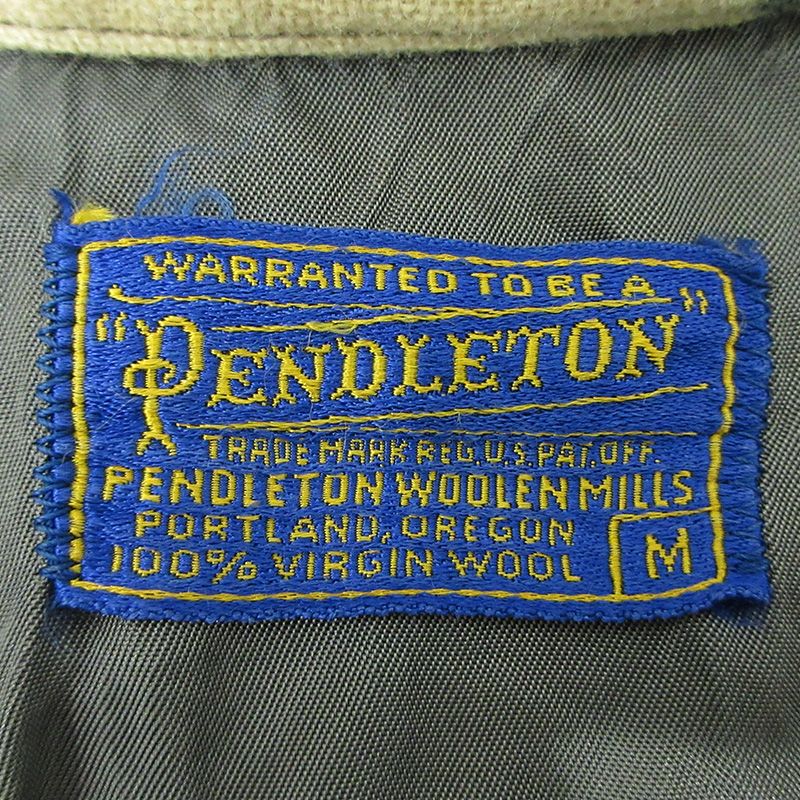 WARRANTED TO BE A
"PENDLETON"
TRADE MARK REG. U.S. PAT. OFF.
PENDLETON WOOLEN MILLS
PORTLAND, OREGON
100% VIRGIN WOOL
M